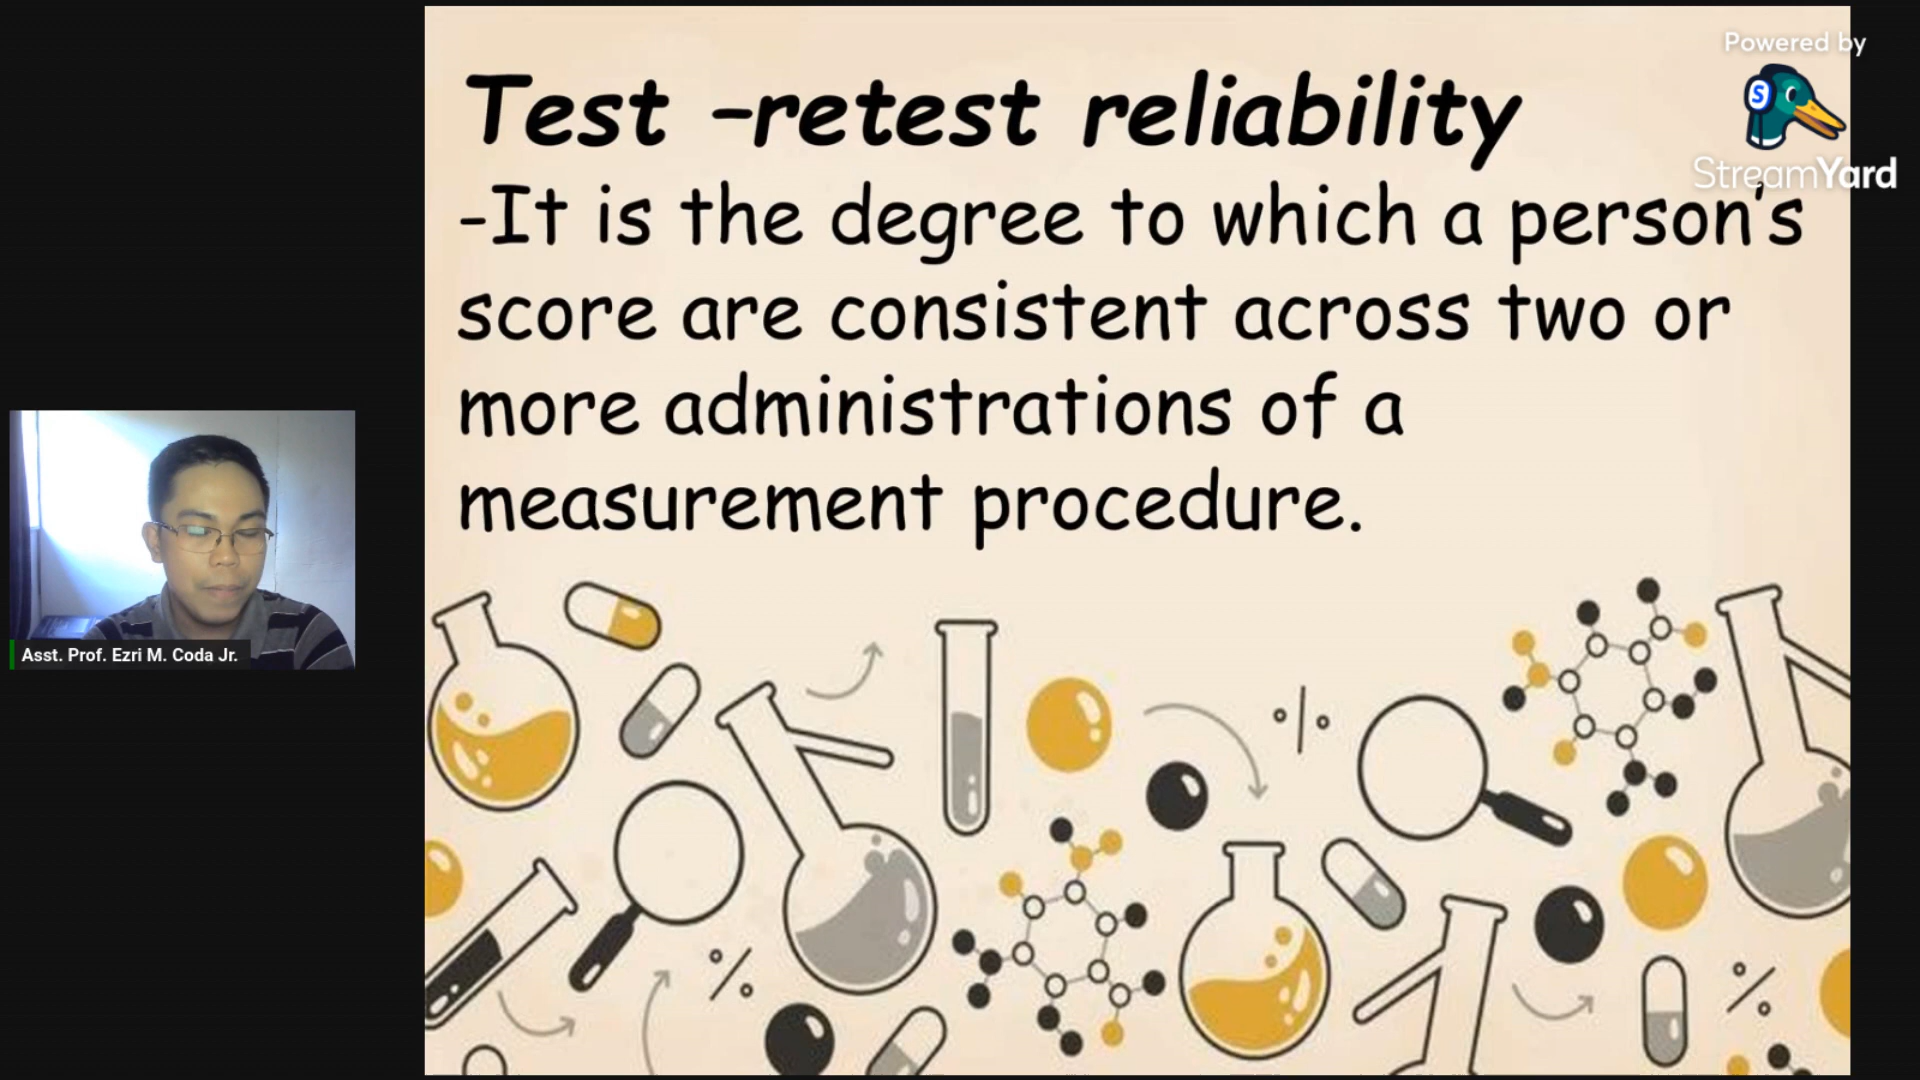 Powered by
StreamYard
Test –retest reliability
-It is the degree to which a person's
score are consistent across two or
more administrations of a
measurement procedure.
Asst. Prof. Ezri M. Coda Jr.